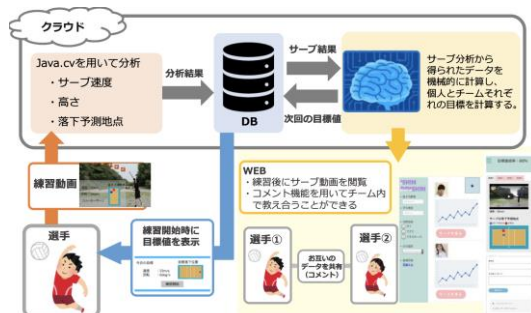 クラウド
Java.cvを用いて分析
・サーブ速度
・高さ
・落下予測地点
分析結果
DB
サーブ結果
次回の目標値
サーブ分析から
得られたデータを
機械的に計算し、
個人とチームそれ
ぞれの目標を計算する。
練習動画
選手
練習開始時に
目標値を表示
WEB
・練習後にサーブ動画を閲覧
・コメント機能を用いてチーム内
で教え合うことができる
選手①
お互いの
データを共有
(コメント)
選手②